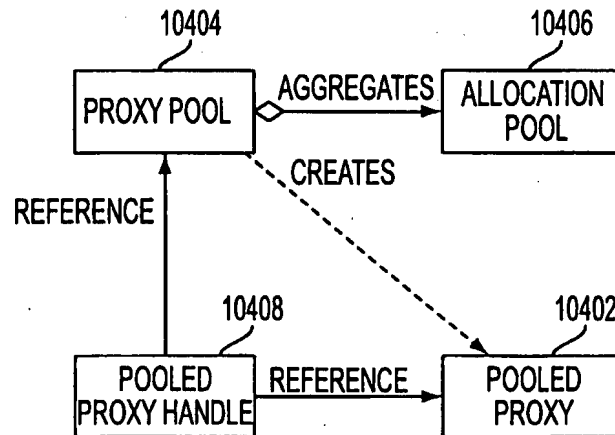 10404
10406
PROXY POOL
AGGREGATES
ALLOCATION
POOL
CREATES
REFERENCE
10408
10402
POOLED
PROXY HANDLE
REFERENCE
POOLED
PROXY